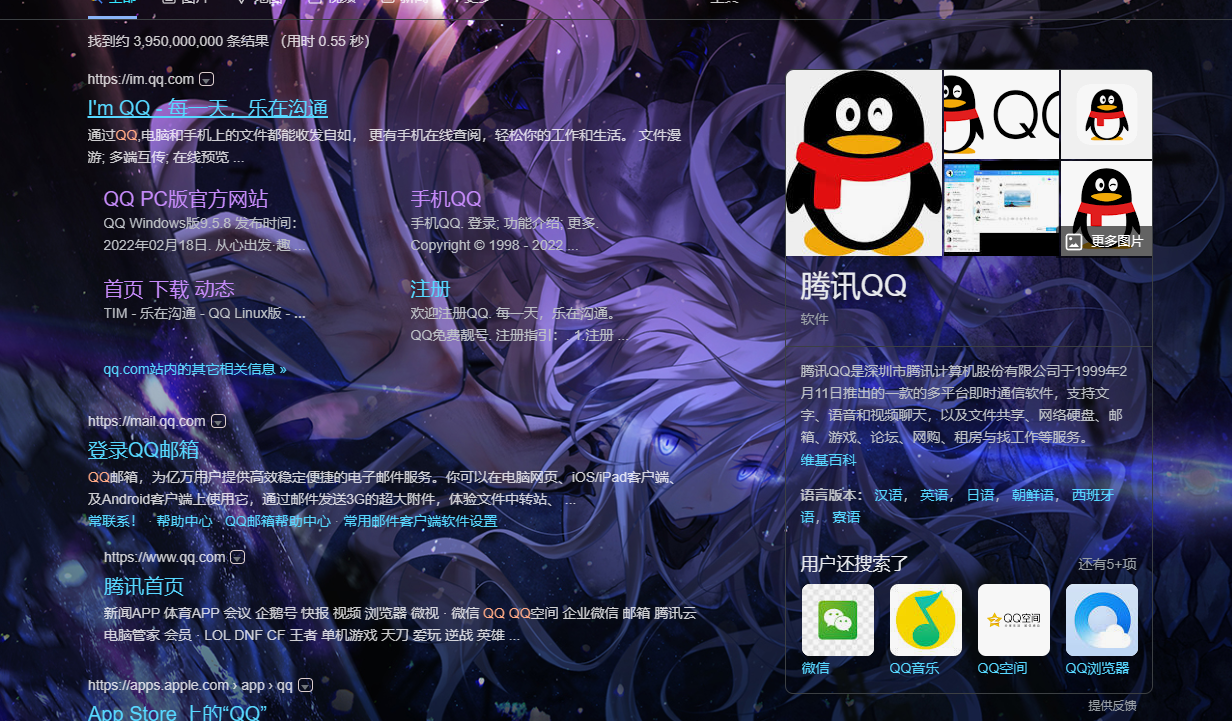 全部
图片
视频
新闻
更多
找到约 3,950,000,000 条结果 （用时 0.55 秒）
https://im.qq.com
I'm QQ - 每一天，乐在沟通
通过QQ,电脑和手机上的文件都能收发自如， 更有手机在线查阅，轻松你的工作和生活。 文件漫
游; 多端互传; 在线预览 ...
QQ PC版官方网站
QQ Windows版9.5.8 发布时间：
2022年02月18日. 从心出发·趣 ...
手机QQ
手机QQ. 登录; 功能介绍; 更多.
Copyright © 1998 - 2022 ...
首页 下载 动态
TIM - 乐在沟通 - QQ Linux版 - ...
注册
欢迎注册QQ. 每一天，乐在沟通。
QQ免费靓号. 注册指引：. 1.注册 ...
qq.com站内的其它相关信息 »
https://mail.qq.com
登录QQ邮箱
QQ邮箱，为亿万用户提供高效稳定便捷的电子邮件服务。你可以在电脑网页、iOS/iPad客户端、
及Android客户端上使用它，通过邮件发送3G的超大附件，体验文件中转站、 ...
常联系！ · 帮助中心 · QQ邮箱帮助中心 · 常用邮件客户端软件设置
https://www.qq.com
腾讯首页
新闻APP 体育APP 会议 企鹅号 快报 视频 浏览器 微视 · 微信 QQ QQ空间 企业微信 邮箱 腾讯云
电脑管家 会员 · LOL DNF CF 王者 单机游戏 天刀 爱玩 逆战 英雄 ...
https://apps.apple.com › app › qq
App Store 上的“QQ”
QQ
更多图片
腾讯QQ
软件
腾讯QQ是深圳市腾讯计算机股份有限公司于1999年2
月11日推出的一款的多平台即时通信软件，支持文
字、语音和视频聊天，以及文件共享、网络硬盘、邮
箱、游戏、论坛、网购、租房与找工作等服务。
维基百科
语言版本： 汉语， 英语， 日语， 朝鲜语， 西班牙
语， 寮语
用户还搜索了
还有5+项
QQ空间
微信
QQ音乐
QQ空间
QQ浏览器
提供反馈